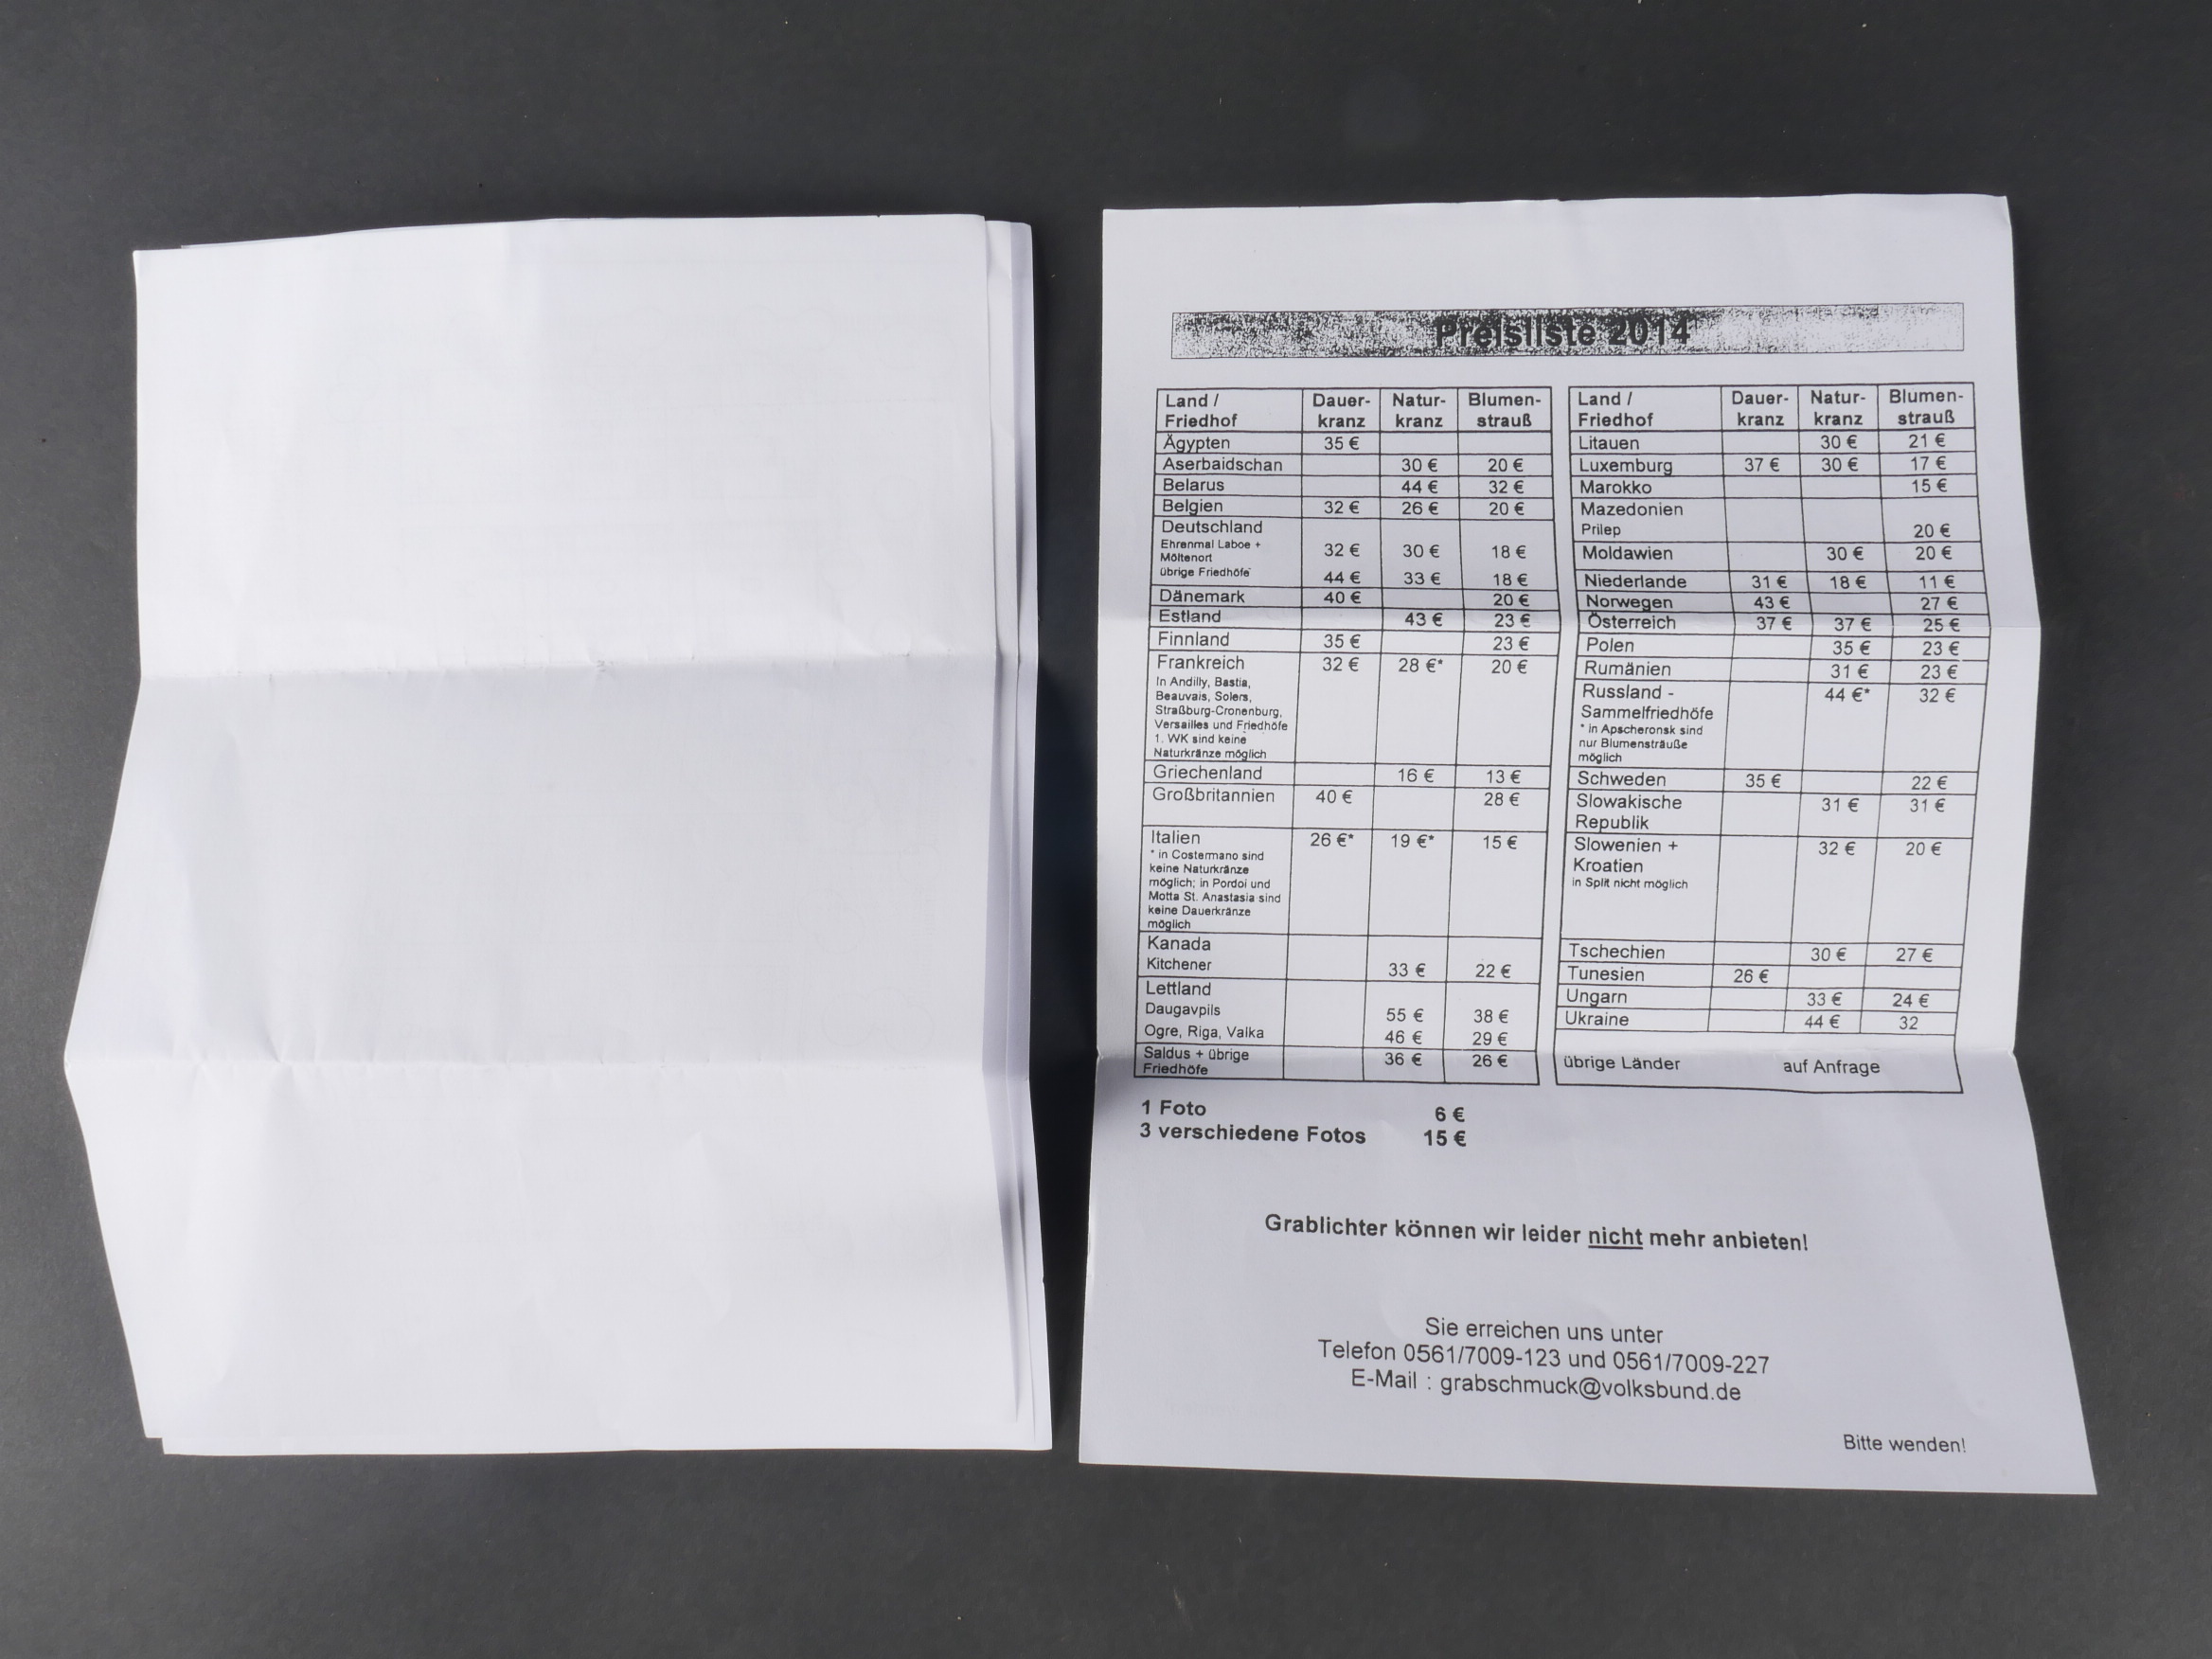 Preisliste 2014
Land / Dauer- Natur- Blumen-
Friedhof kranz kranz strauß
Ägypten 35 €
Aserbaidschan 30 € 20 €
Belarus 44 € 32 €
Belgien 32 € 26 € 20 €
Deutschland
Ehrenmal Laboe + 32 € 30 € 18 €
Möltenort
übrige Friedhöfe 44 € 33 € 18 €
Dänemark 40 € 20 €
Estland 43 € 23 €
Finnland 35 € 23 €
Frankreich 32 € 28 €* 20 €
In Andilly, Bastia,
Beauvais, Solers,
Straßburg-Cronenburg,
Versailles und Friedhöfe
1. WK sind keine
Naturkränze möglich
Griechenland 16 € 13 €
Großbritannien 40 € 28 €
Italien 26 €* 19 €* 15 €
* in Costermano sind
keine Naturkränze
möglich; in Pordoi und
Motta St. Anastasia sind
keine Dauerkränze
möglich
Kanada
Kitchener 33 € 22 €
Lettland
Daugavpils 55 € 38 €
Ogre, Riga, Valka 46 € 29 €
Saldus + übrige 36 € 26 €
Friedhöfe
Land / Dauer- Natur- Blumen-
Friedhof kranz kranz strauß
Litauen 30 € 21 €
Luxemburg 37 € 30 € 17 €
Marokko 15 €
Mazedonien
Prilep 20 €
Moldawien 30 € 20 €
Niederlande 31 € 18 € 11 €
Norwegen 43 € 27 €
Österreich 37 € 37 € 25 €
Polen 35 € 23 €
Rumänien 31 € 23 €
Russland - 44 €* 32 €
Sammelfriedhöfe
* in Apscheronsk sind
nur Blumensträuße
möglich
Schweden 35 € 22 €
Slowakische 31 € 31 €
Republik
Slowenien + 32 € 20 €
Kroatien
in Split nicht möglich
Tschechien 30 € 27 €
Tunesien 26 €
Ungarn 33 € 24 €
Ukraine 44 € 32
übrige Länder auf Anfrage
1 Foto 6 €
3 verschiedene Fotos 15 €
Grablichter können wir leider nicht mehr anbieten!
Sie erreichen uns unter
Telefon 0561/7009-123 und 0561/7009-227
E-Mail : grabschmuck@volksbund.de
Bitte wenden!